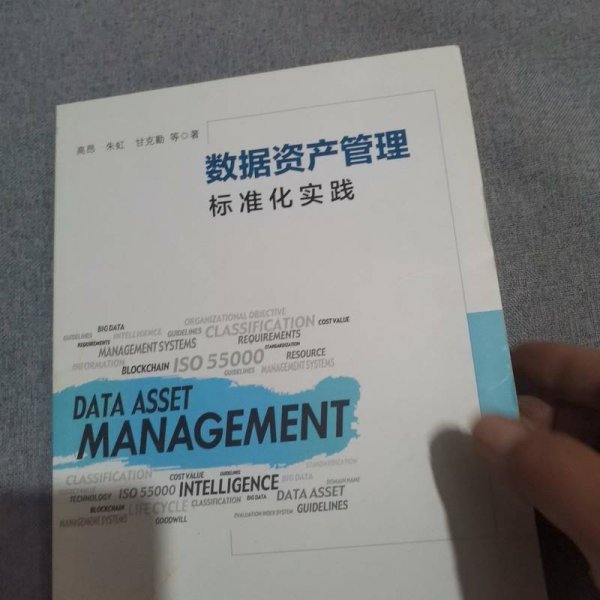 高昂 朱虹 甘克勤 等◎著
数据资产管理
标准化实践
ORGANIZATIONAL OBJECTIVE
GUIDELINES BIG DATA INTELLIGENCE GUIDELINES CLASSIFICATION COST VALUE
REQUIREMENTS MANAGEMENT SYSTEMS REQUIREMENTS
STANDARDIZATION
INFORMATION BLOCKCHAIN ISO 55000 RESOURCE
GUIDELINES MANAGEMENT SYSTEMS
DATA ASSET
MANAGEMENT
CLASSIFICATION COST VALUE GUIDELINES BIG DATA STANDARDIZATION
TECHNOLOGY ISO 55000 INTELLIGENCE DOMAIN NAME
BLOCKCHAIN LIFE CYCLE CLASSIFICATION BIG DATA DATA ASSET
MANAGEMENT SYSTEMS GOODWILL EVALUATION INDEX SYSTEM GUIDELINES